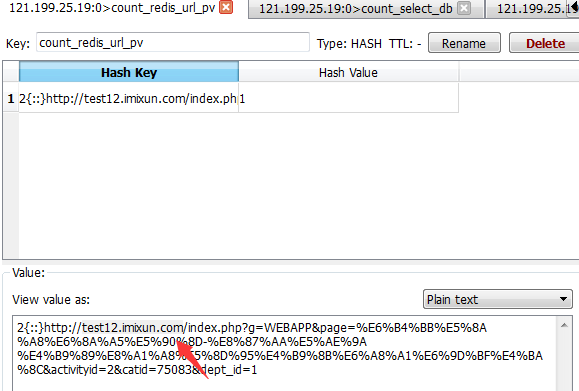 121.199.25.19:0>count_redis_url_pv
121.199.25.19:0>count_select_db
121.199.25.1
Key: count_redis_url_pv Type: HASH TTL: - Rename Delete
Hash Key Hash Value
1 2{::}http://test12.imixun.com/index.ph 1
Value:
View value as: Plain text
2{::}http://test12.imixun.com/index.php?g=WEBAPP&page=%E6%B4%BB%E5%8A
%A8%E6%8A%A5%E5%90%8D-%E8%87%AA%E5%AE%9A
%E4%B9%89%E8%A1%A8%E5%8D%95%E4%B9%8B%E6%A8%A1%E6%9D%BF%E4%BA
%8C&activityid=2&catid=75083&dept_id=1